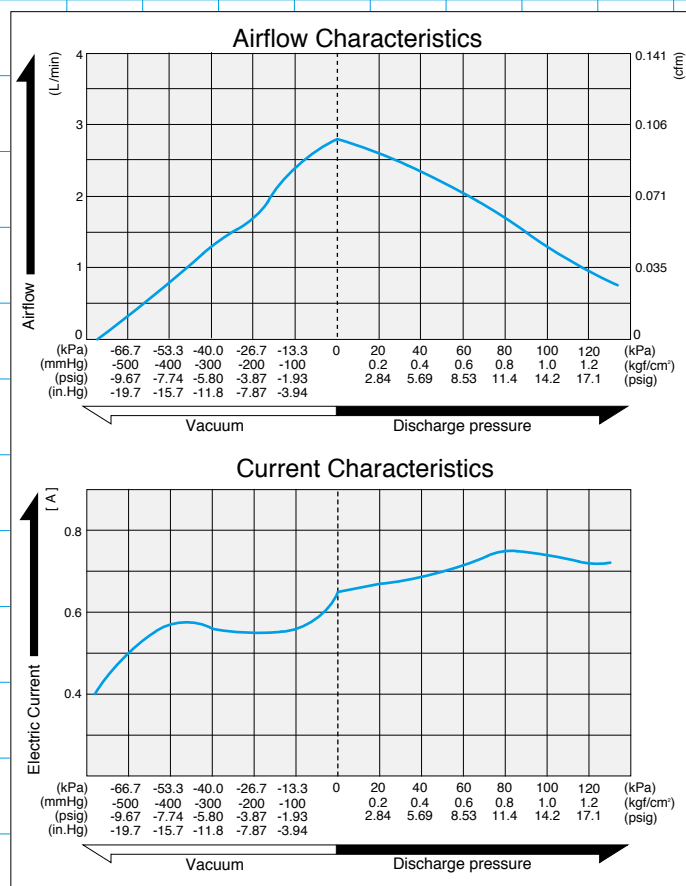 Airflow Characteristics
(L/min)
(cfm)
4
3
2
1
0
0.141
0.106
0.071
0.035
0
Airflow
(kPa) -66.7 -53.3 -40.0 -26.7 -13.3 0 20 40 60 80 100 120 (kPa)
(mmHg) -500 -400 -300 -200 -100 0.2 0.4 0.6 0.8 1.0 1.2 (kgf/cm²)
(psig) -9.67 -7.74 -5.80 -3.87 -1.93 2.84 5.69 8.53 11.4 14.2 17.1 (psig)
(in.Hg) -19.7 -15.7 -11.8 -7.87 -3.94
Vacuum Discharge pressure
Current Characteristics
[ A ]
0.8
0.6
0.4
Electric Current
(kPa) -66.7 -53.3 -40.0 -26.7 -13.3 0 20 40 60 80 100 120 (kPa)
(mmHg) -500 -400 -300 -200 -100 0.2 0.4 0.6 0.8 1.0 1.2 (kgf/cm²)
(psig) -9.67 -7.74 -5.80 -3.87 -1.93 2.84 5.69 8.53 11.4 14.2 17.1 (psig)
(in.Hg) -19.7 -15.7 -11.8 -7.87 -3.94
Vacuum Discharge pressure